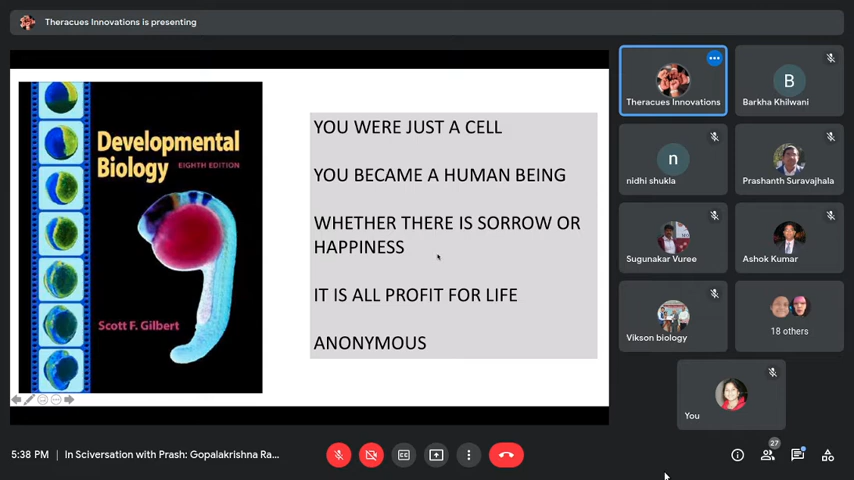 Theracues Innovations is presenting
Developmental
Biology EIGHTH EDITION
Scott F. Gilbert
YOU WERE JUST A CELL
YOU BECAME A HUMAN BEING
WHETHER THERE IS SORROW OR
HAPPINESS
IT IS ALL PROFIT FOR LIFE
ANONYMOUS
Theracues Innovations
B
Barkha Khilwani
n
nidhi shukla
Prashanth Suravajhala
Sugunakar Vuree
Ashok Kumar
Vikson biology
18 others
You
5:38 PM | In Sciversation with Prash: Gopalakrishna Ra...
CC
27